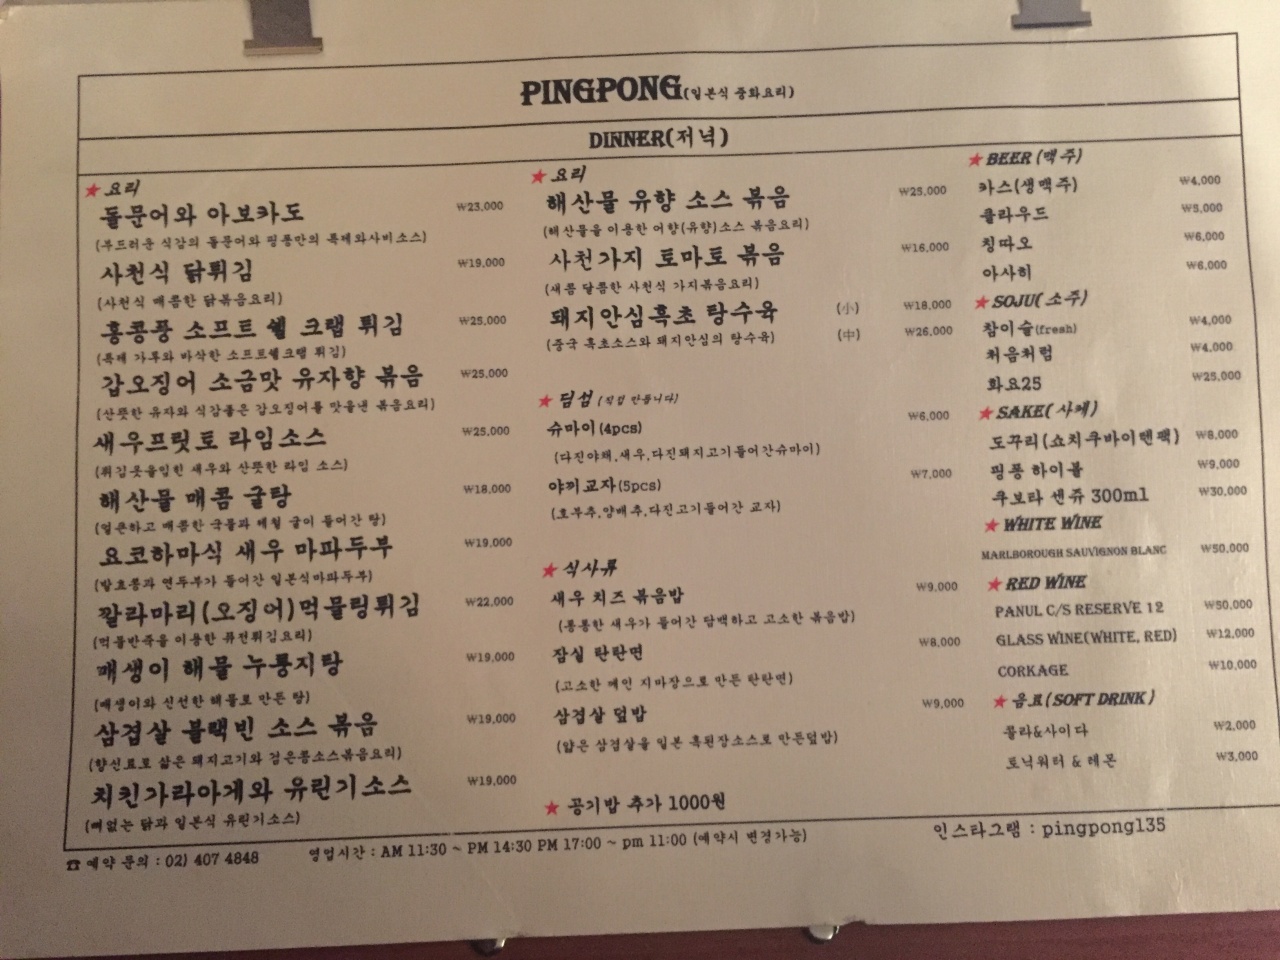 PINGPONG(일본식 중화요리)
DINNER(저녁)
★요리
돌문어와 아보카도 ₩23,000
(부드러운 식감의 돌문어와 핑퐁만의 특제와사비소스)
사천식 닭튀김 ₩19,000
(사천식 매콤한 닭볶음요리)
홍콩풍 소프트 쉘 크랩 튀김 ₩25,000
(특제 가루와 바삭한 소프트쉘크랩 튀김)
갑오징어 소금맛 유자향 볶음 ₩25,000
(산뜻한 유자와 식감좋은 갑오징어를 맛을낸 볶음요리)
새우프릿토 라임소스 ₩25,000
(튀김옷을입힌 새우와 산뜻한 라임 소스)
해산물 매콤 굴탕 ₩18,000
(얼큰하고 매콤한 국물과 제철 굴이 들어간 탕)
요코하마식 새우 마파두부 ₩19,000
(발효콩과 연두부가 들어간 일본식마파두부)
깔라마리(오징어)먹물링튀김 ₩22,000
(먹물반죽을 이용한 퓨전튀김요리)
매생이 해물 누룽지탕 ₩19,000
(매생이와 신선한 해물로 만든 탕)
삼겹살 블랙빈 소스 볶음 ₩19,000
(향신료로 삶은 돼지고기와 검은콩소스볶음요리)
치킨가라아게와 유린기소스 ₩19,000
(뼈없는 닭과 일본식 유린기소스)
★요리
해산물 유향 소스 볶음 ₩25,000
(해산물을 이용한 어향(유향)소스 볶음요리)
사천가지 토마토 볶음 ₩16,000
(새콤 달콤한 사천식 가지볶음요리)
돼지안심흑초 탕수육 (小) ₩18,000
(중국 흑초소스와 돼지안심의 탕수육) (中) ₩26,000
★딤섬(직접 만듭니다)
슈마이(4pcs) ₩6,000
(다진야채,새우,다진돼지고기들어간슈마이)
야끼교자(5pcs) ₩7,000
(호부추,양배추,다진고기들어간 교자)
★식사류
새우 치즈 볶음밥 ₩9,000
(통통한 새우가 들어간 담백하고 고소한 볶음밥)
잠실 탄탄면 ₩8,000
(고소한 메인 지마장으로 만든 탄탄면)
삼겹살 덮밥 ₩9,000
(얇은 삼겹살을 일본 흑된장소스로 만든덮밥)
★ 공기밥 추가 1000원
★BEER(맥주)
카스(생맥주) ₩4,000
클라우드 ₩5,000
칭따오 ₩6,000
아사히 ₩6,000
★SOJU(소주)
참이슬(fresh) ₩4,000
처음처럼 ₩4,000
화요25 ₩25,000
★SAKE(사케)
도꾸리(쇼치쿠바이텐팩) ₩8,000
핑퐁 하이볼 ₩9,000
쿠보타 센쥬 300ml ₩30,000
★WHITE WINE
MARLBOROUGH SAUVIGNON BLANC ₩50,000
★RED WINE
PANUL C/S RESERVE 12 ₩50,000
GLASS WINE(WHITE, RED) ₩12,000
CORKAGE ₩10,000
★음료(SOFT DRINK)
콜라&사이다 ₩2,000
토닉워터 & 레몬 ₩3,000
☎예약 문의 : 02) 407 4848
영업시간 : AM 11:30 ~ PM 14:30 PM 17:00 ~ pm 11:00 (예약시 변경가능)
인스타그램 : pingpong135